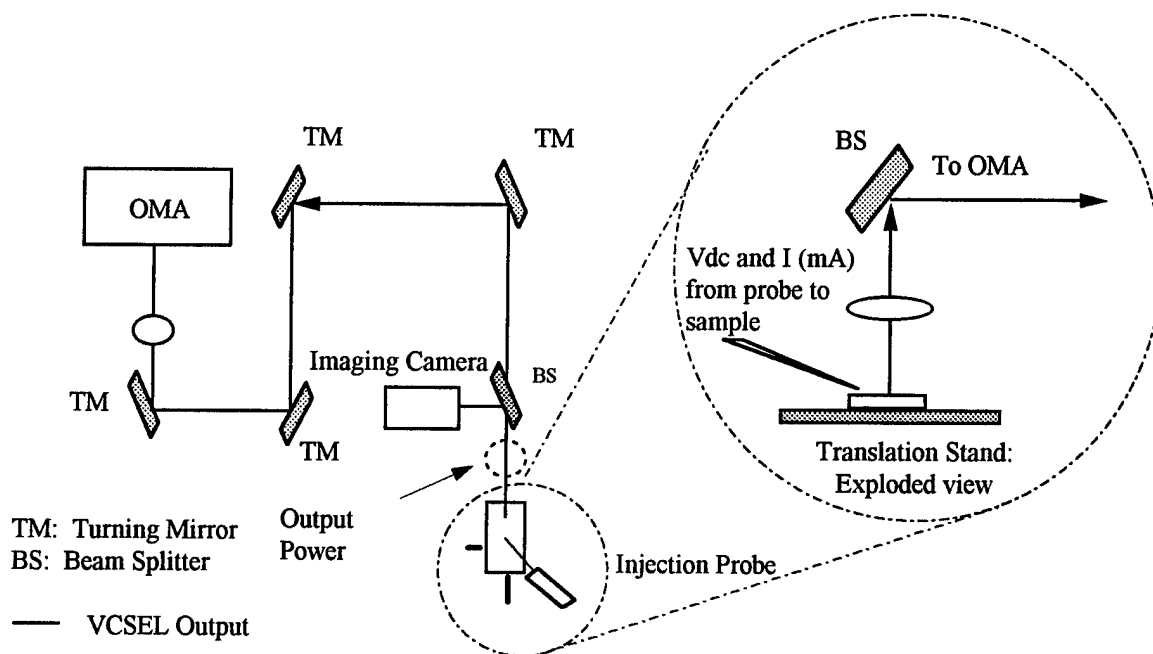 TM
TM
BS
To OMA
OMA
Vdc and I (mA)
from probe to
sample
Imaging Camera
BS
TM
TM
Translation Stand:
Exploded view
Output
Power
TM: Turning Mirror
BS: Beam Splitter
Injection Probe
VCSEL Output